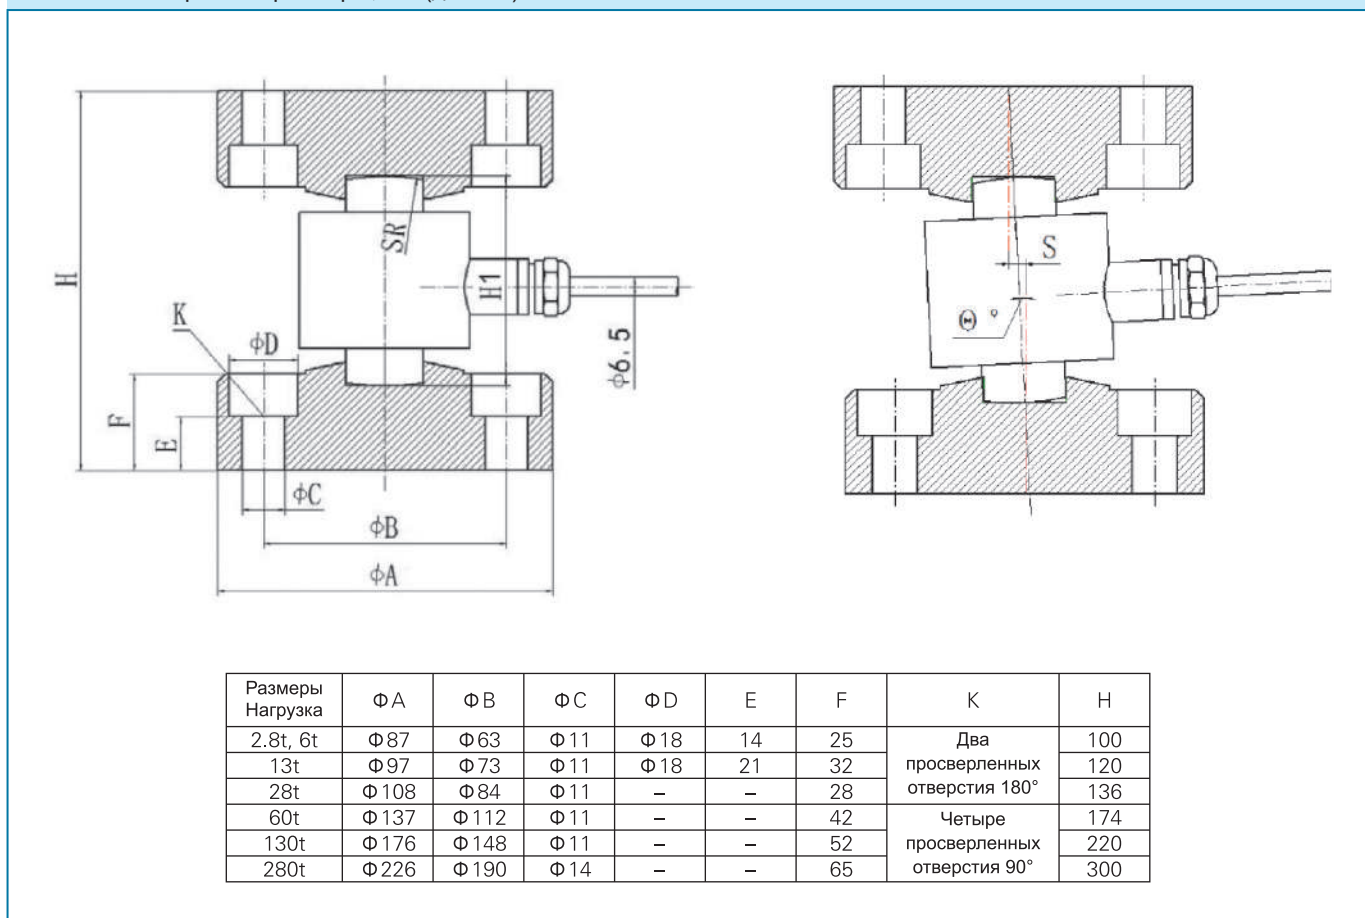 H
K
ϕD
F
E
ϕC
ϕB
ϕA
SR
H1
ϕ6,5
S
Θ °
Размеры Нагрузка ΦA ΦB ΦC ΦD E F K H
2.8t, 6t Φ87 Φ63 Φ11 Φ18 14 25 Два просверленных отверстия 180° 100
13t Φ97 Φ73 Φ11 Φ18 21 32 120
28t Φ108 Φ84 Φ11 – – 28 136
60t Φ137 Φ112 Φ11 – – 42 Четыре просверленных отверстия 90° 174
130t Φ176 Φ148 Φ11 – – 52 220
280t Φ226 Φ190 Φ14 – – 65 300